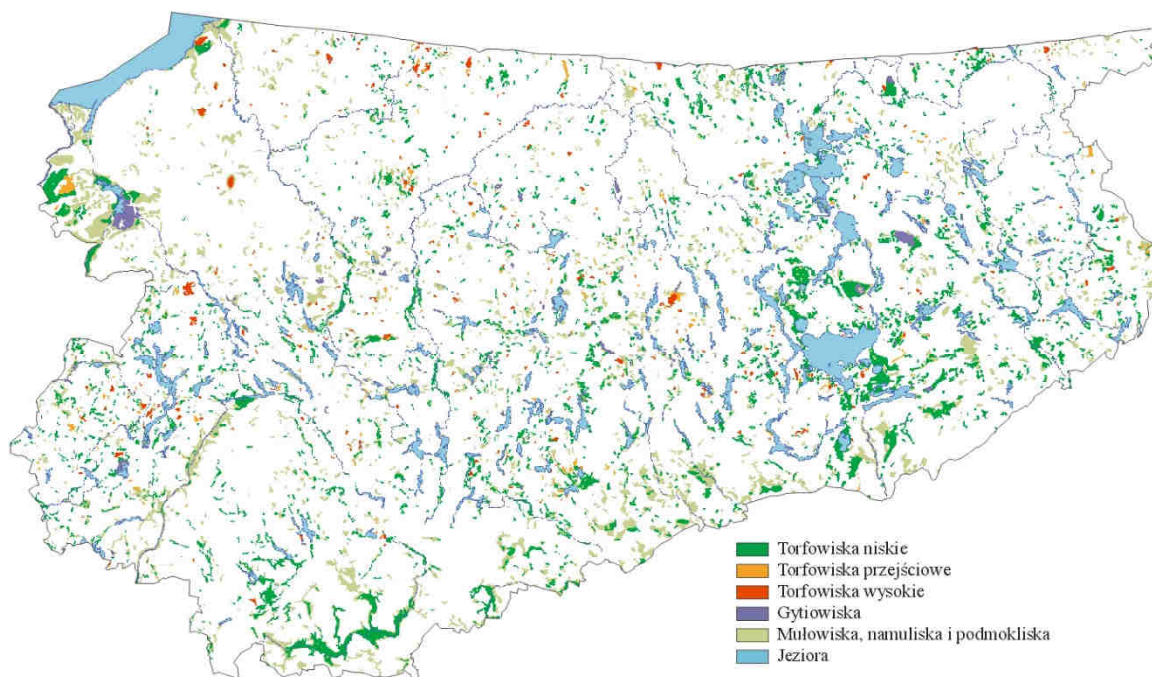 Torfowiska niskie
Torfowiska przejściowe
Torfowiska wysokie
Gytiowiska
Mułowiska, namuliska i podmokliska
Jeziora